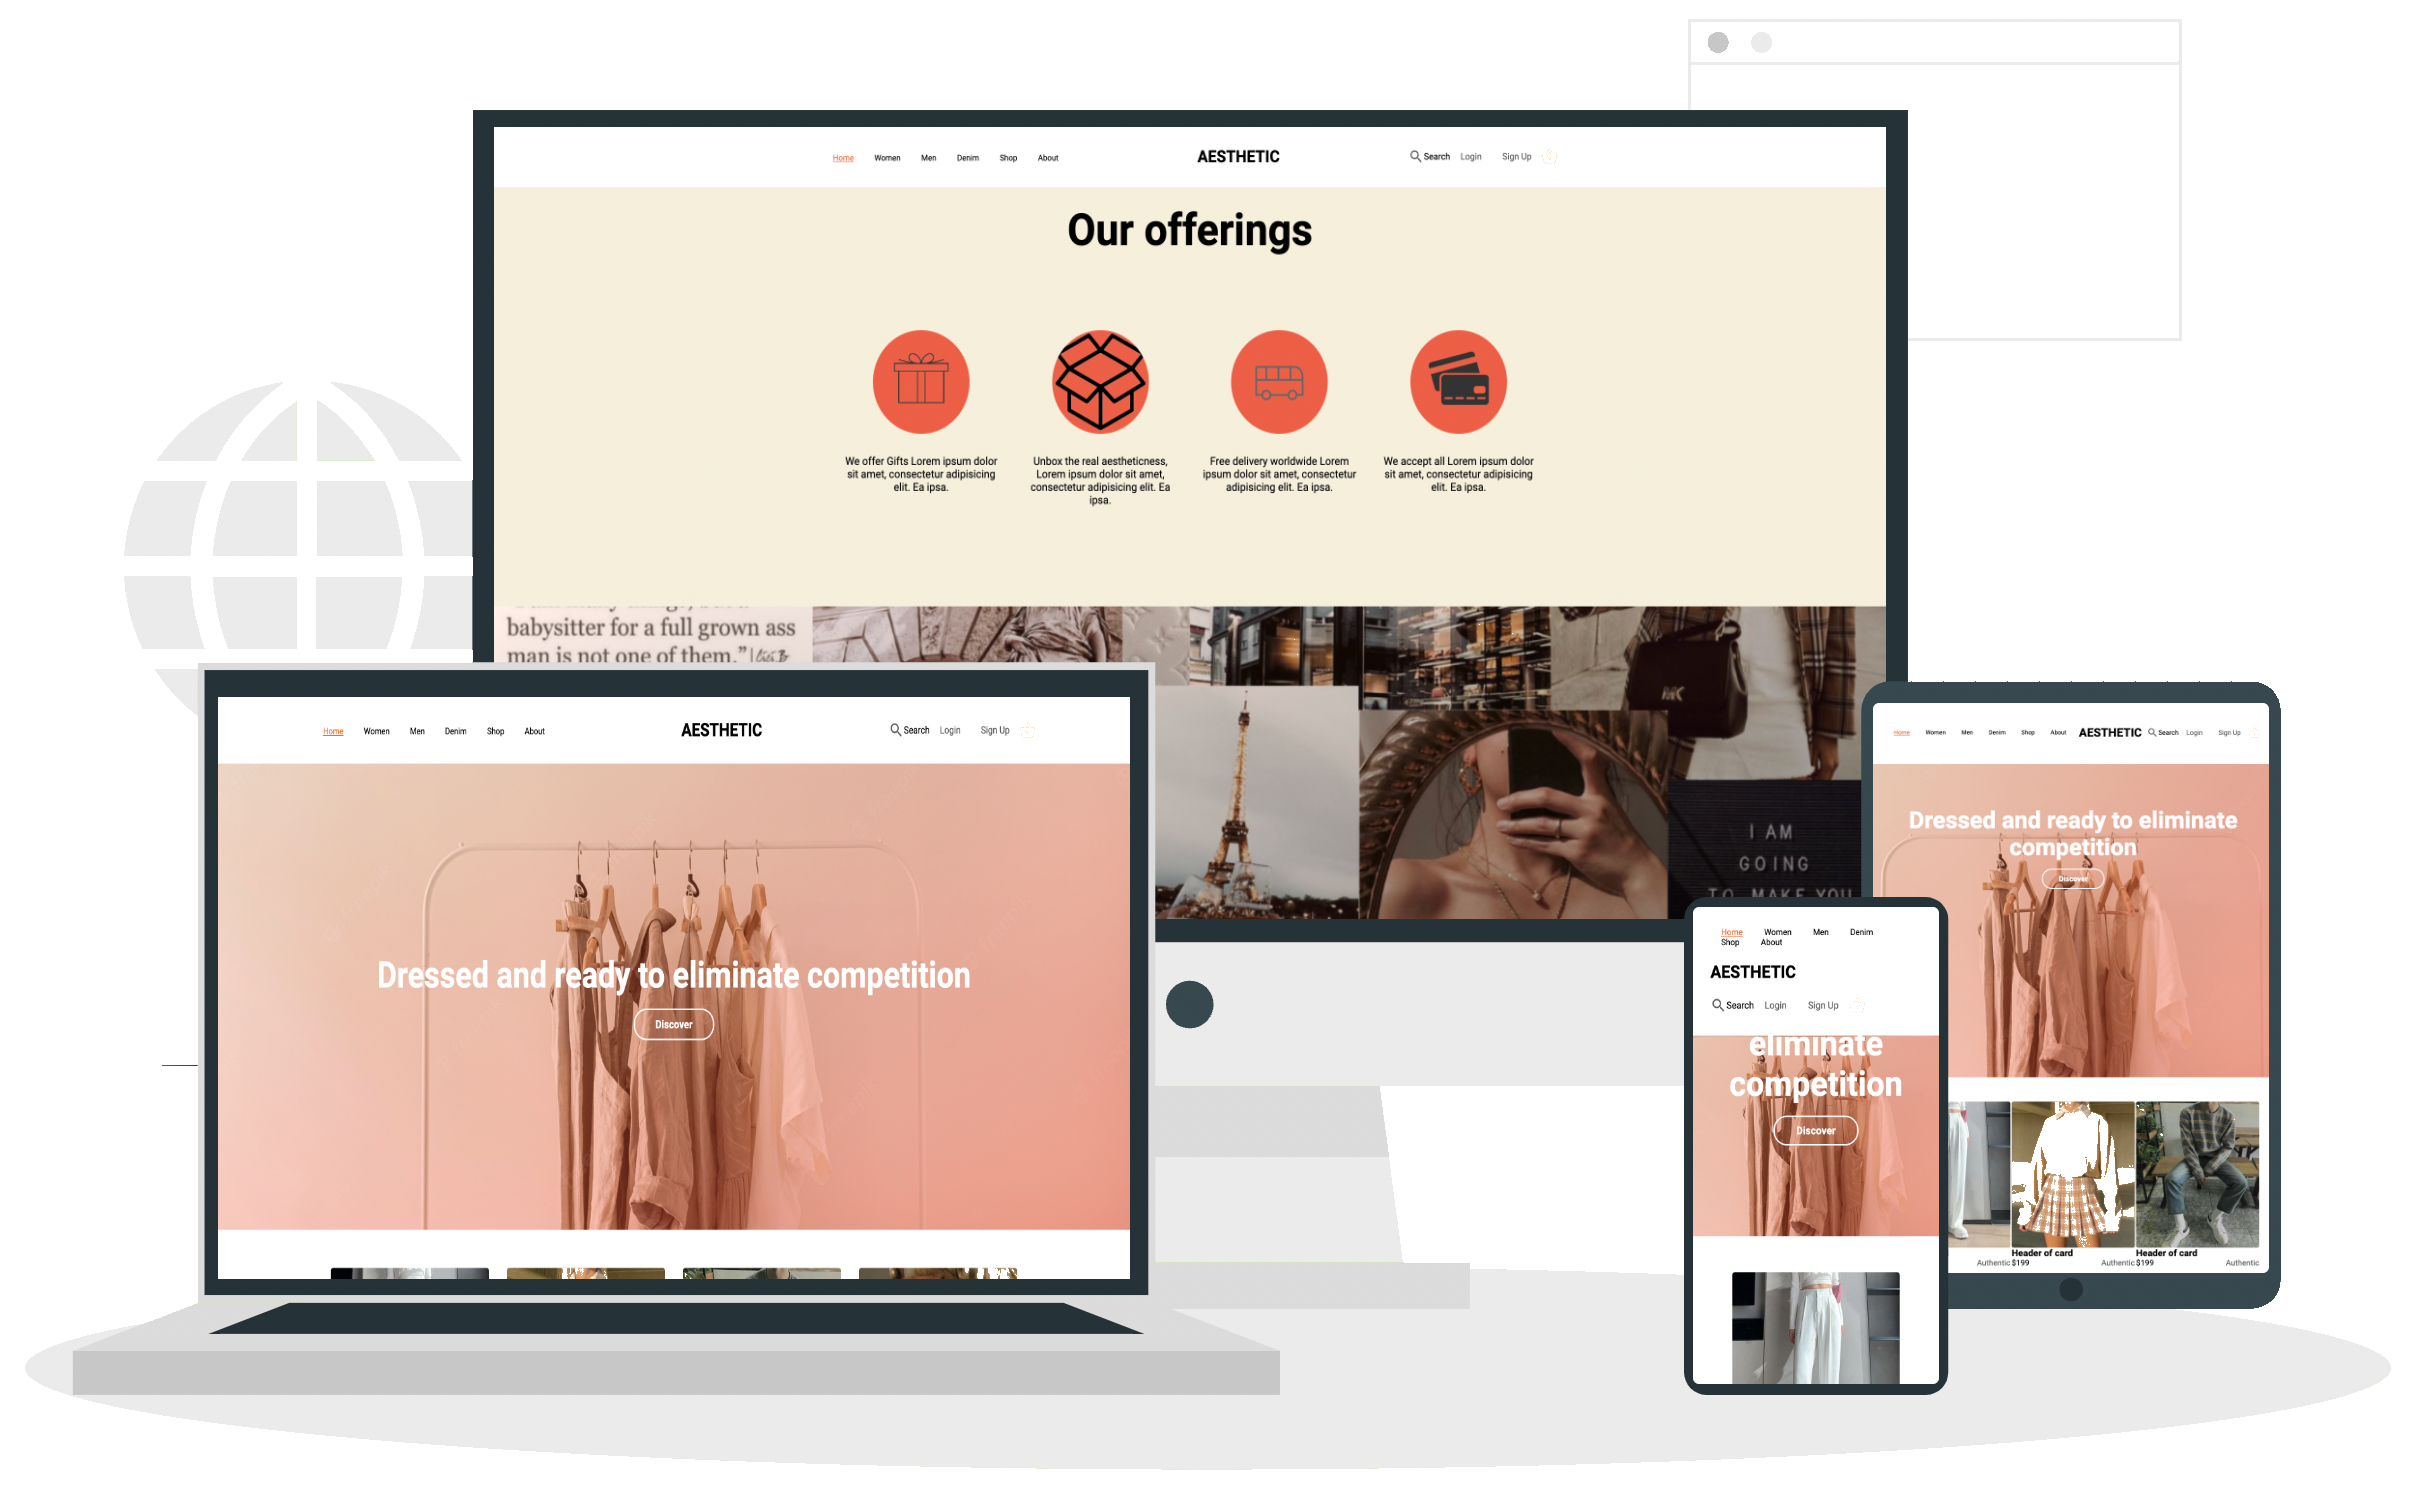 Home Women Men Denim Shop About AESTHETIC Search Login Sign Up
Our offerings
We offer Gifts Lorem ipsum dolor
sit amet, consectetur adipisicing
elit. Ea ipsa.
Unbox the real aestheticness,
Lorem ipsum dolor sit amet,
consectetur adipisicing elit. Ea
ipsa.
Free delivery worldwide Lorem
ipsum dolor sit amet, consectetur
adipisicing elit. Ea ipsa.
We accept all Lorem ipsum dolor
sit amet, consectetur adipisicing
elit. Ea ipsa.
babysitter for a full grown ass
man is not one of them."
MK
I AM
GOING
TO MAKE YOU
Home Women Men Denim Shop About AESTHETIC Search Login Sign Up
Dressed and ready to eliminate competition
Discover
Home Women Men Denim Shop About AESTHETIC Search Login Sign Up
Dressed and ready to eliminate
competition
Discover
Header of card Header of card
Authentic $199 Authentic $199 Authentic
Home Women Men Denim
Shop About
AESTHETIC
Search Login Sign Up
eliminate
competition
Discover